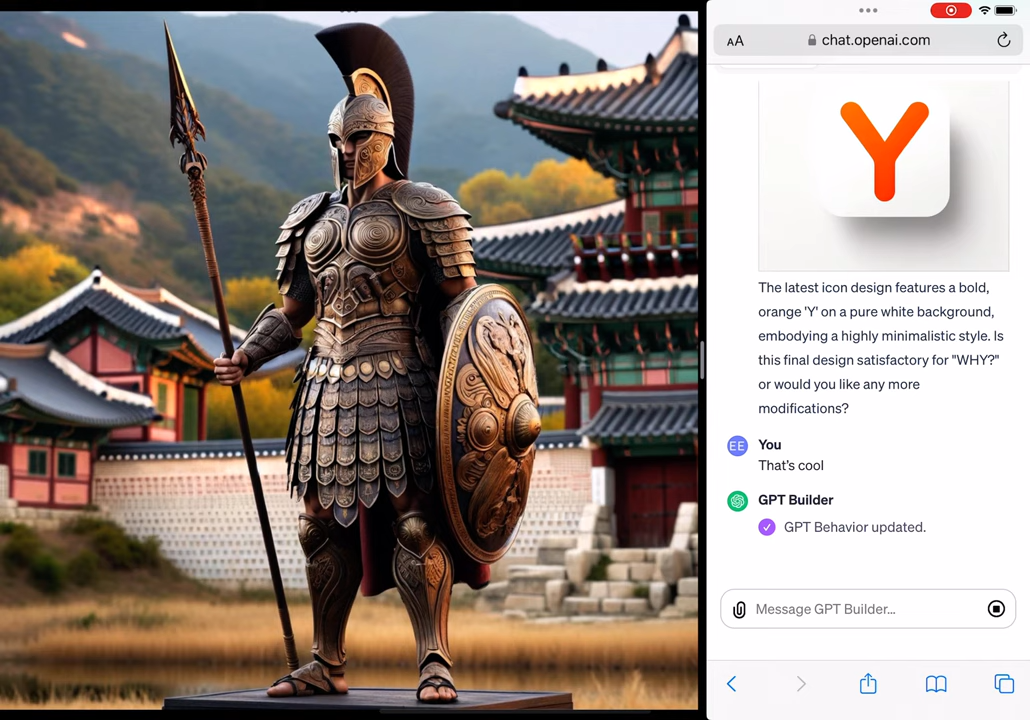 AA chat.openai.com
Y
The latest icon design features a bold,
orange 'Y' on a pure white background,
embodying a highly minimalistic style. Is
this final design satisfactory for "WHY?"
or would you like any more
modifications?
EE You
That's cool
GPT Builder
GPT Behavior updated.
Message GPT Builder...